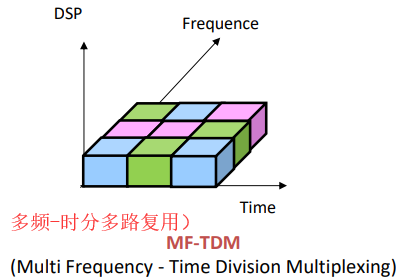 DSP
Frequence
Time
多频-时分多路复用）
MF-TDM
(Multi Frequency - Time Division Multiplexing)